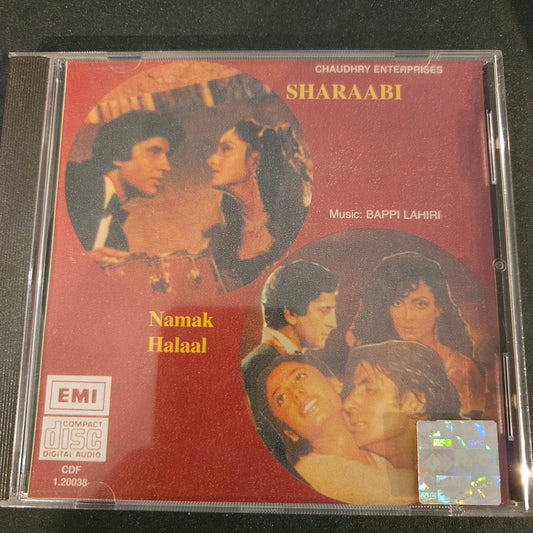 CHAUDHRY ENTERPRISES
SHARAABI
Music: BAPPI LAHIRI
Namak
Halaal
EMI
COMPACT
disc
DIGITAL AUDIO
CDF
1.20038